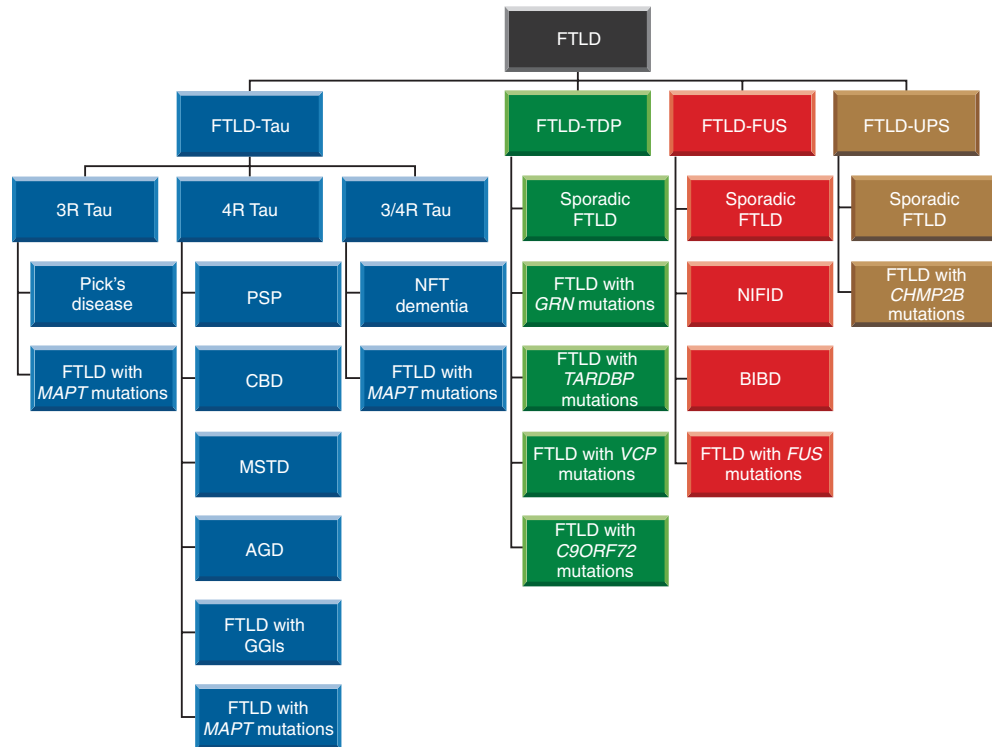 FTLD
FTLD-Tau
FTLD-TDP
FTLD-FUS
FTLD-UPS
3R Tau
4R Tau
3/4R Tau
Pick’s
disease
FTLD with
MAPT mutations
PSP
CBD
MSTD
AGD
FTLD with
GGIs
FTLD with
MAPT mutations
NFT
dementia
FTLD with
MAPT mutations
Sporadic
FTLD
FTLD with
GRN mutations
FTLD with
TARDBP
mutations
FTLD with VCP
mutations
FTLD with
C9ORF72
mutations
Sporadic
FTLD
NIFID
BIBD
FTLD with FUS
mutations
Sporadic
FTLD
FTLD with
CHMP2B
mutations